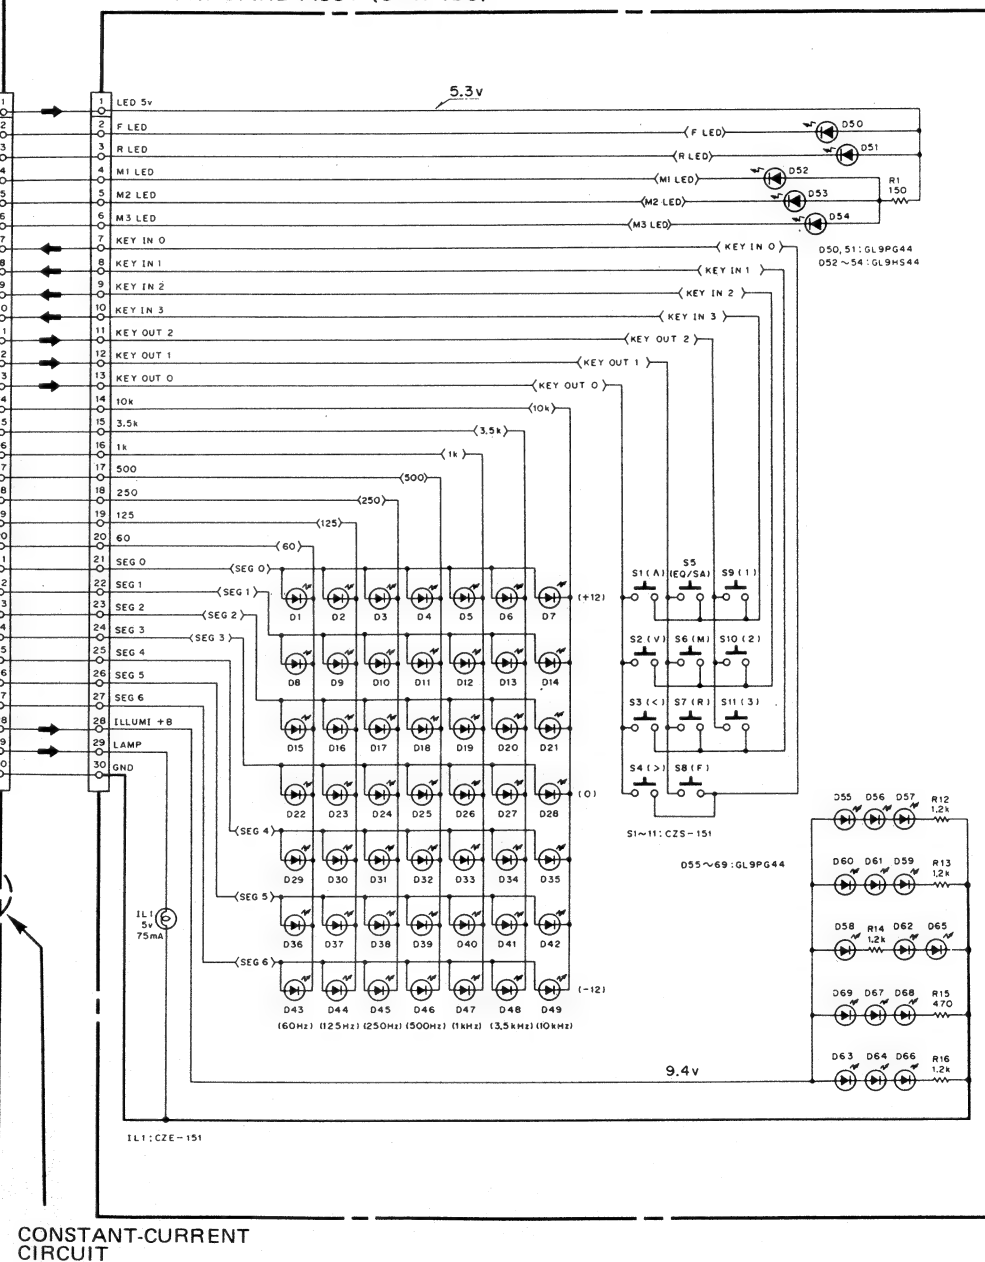 5.3v
1 LED 5v
2 F LED
3 R LED
4 M1 LED
5 M2 LED
6 M3 LED
7 KEY IN 0
8 KEY IN 1
9 KEY IN 2
10 KEY IN 3
11 KEY OUT 2
12 KEY OUT 1
13 KEY OUT 0
14 10k
15 3.5k
16 1k
17 500
18 250
19 125
20 60
21 SEG 0
22 SEG 1
23 SEG 2
24 SEG 3
25 SEG 4
26 SEG 5
27 SEG 6
28 ILLUMI +8
29 LAMP
30 GND
(F LED) D50
(R LED) D51
(M1 LED) D52
(M2 LED) D53
(M3 LED) D54
R1
150
D50, 51:GL9PG44
D52~54:GL9HS44
(KEY IN 0)
(KEY IN 1)
(KEY IN 2)
(KEY IN 3)
(KEY OUT 2)
(KEY OUT 1)
(KEY OUT 0)
(10k)
(3.5k)
(1k)
(500)
(250)
(125)
(60)
(SEG 0)
(SEG 1)
(SEG 2)
(SEG 3)
(SEG 4)
(SEG 5)
(SEG 6)
D1 D2 D3 D4 D5 D6 D7 (+12)
D8 D9 D10 D11 D12 D13 D14
D15 D16 D17 D18 D19 D20 D21
D22 D23 D24 D25 D26 D27 D28 (0)
D29 D30 D31 D32 D33 D34 D35
D36 D37 D38 D39 D40 D41 D42
D43 D44 D45 D46 D47 D48 D49 (-12)
(60Hz) (125Hz) (250Hz) (500Hz) (1kHz) (3,5kHz) (10kHz)
S1(Λ) S5 (EQ/SA) S9(1)
S2(V) S6(M) S10(2)
S3(<) S7(R) S11(3)
S4(>) S8(F)
S1~11:CZS-151
D55~69:GL9PG44
D55 D56 D57 R12
1,2k
D60 D61 D59 R13
1,2k
D58 R14 D62 D65
1.2k
D69 D67 D68 R15
470
D63 D64 D66 R16
1.2k
9.4v
IL1
5v
75mA
IL1:CZE-151
CONSTANT-CURRENT
CIRCUIT